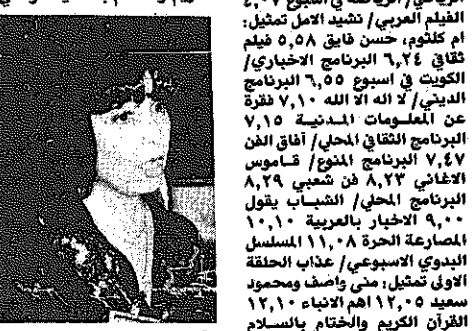 الفيلم العربي/ نشيد الامل تمثيل:
ام كلثوم، حسن فايق ٥,٥٨ فيلم
ثقافي ٦,٢٤ البرنامج الاخباري/
الكويت في اسبوع ٦,٥٥ البرنامج
الديني/ لا اله الا الله ٧,١٠ فقرة
عن المعلومات المدنية ٧,١٥
البرنامج الثقافي المحلي/ آفاق الفن
٧,٤٧ البرنامج المنوع/ قاموس
الاغاني ٨,٢٣ فن شعبي ٨,٢٩
البرنامج المحلي/ الشباب يقول
٩,٠٠ الاخبار بالعربية ١٠,١٠
المصارعة الحرة ١١,٠٨ المسلسل
البدوي الاسبوعي/ عذاب الحلقة
الاولى تمثيل: منى واصف ومحمود
سعيد ١٢,٠٥ اهم الانباء ١٢,١٠
القرآن الكريم والختام بالسلام